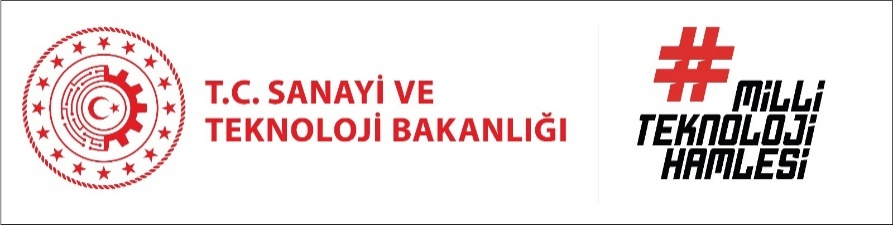 T.C. SANAYİ VE
TEKNOLOJİ BAKANLIĞI
#
MİLLİ
TEKNOLOJİ
HAMLESİ